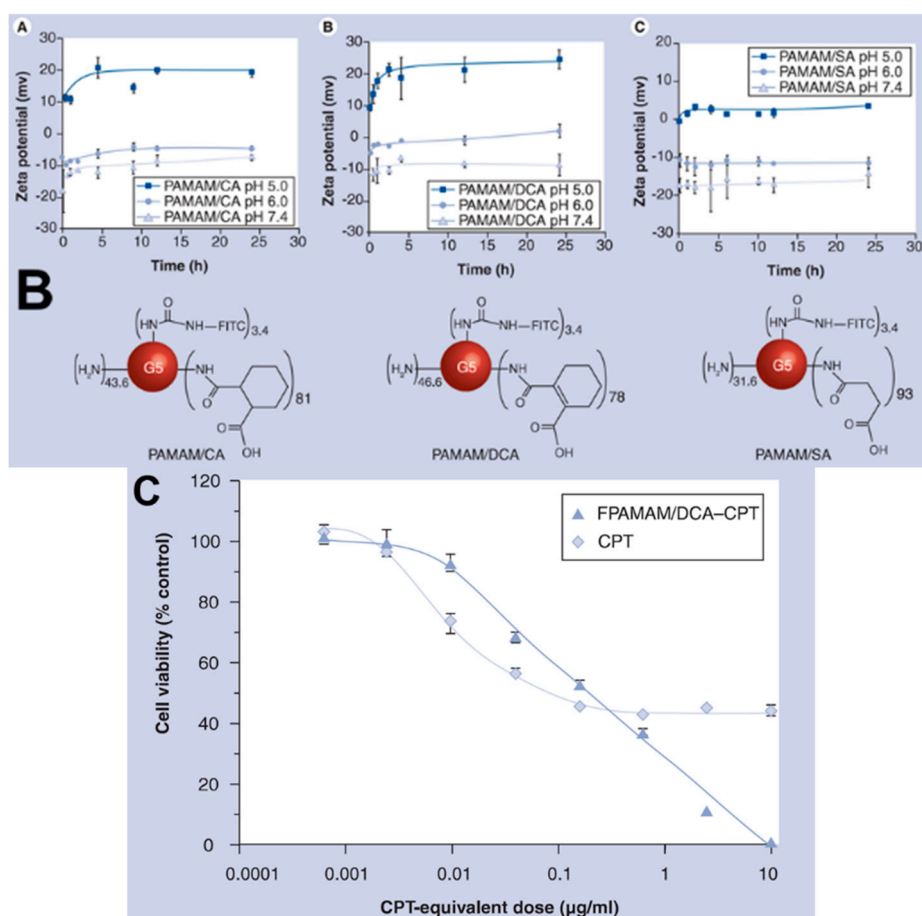 A
B
C
Zeta potential (mv)
30
20
10
0
-10
-20
-30
0 5 10 15 20 25 30
Time (h)
PAMAM/CA pH 5.0
PAMAM/CA pH 6.0
PAMAM/CA pH 7.4
Zeta potential (mv)
30
20
10
0
-10
-20
-30
0 5 10 15 20 25 30
Time (h)
PAMAM/DCA pH 5.0
PAMAM/DCA pH 6.0
PAMAM/DCA pH 7.4
Zeta potential (mv)
20
10
0
-10
-20
-30
0 5 10 15 20 25 30
Time (h)
PAMAM/SA pH 5.0
PAMAM/SA pH 6.0
PAMAM/SA pH 7.4
B
O
(HN NH—FITC)3.4
(H2N)43.6 G5 (NH )81
O
O
OH
PAMAM/CA
O
(HN NH—FITC)3.4
(H2N)46.6 G5 (NH )78
O
O
OH
PAMAM/DCA
O
(HN NH—FITC)3.4
(H2N)31.6 G5 (NH )93
O
O
OH
PAMAM/SA
C
Cell viability (% control)
120
100
80
60
40
20
0
0.0001 0.001 0.01 0.1 1 10
CPT-equivalent dose (µg/ml)
FPAMAM/DCA–CPT
CPT